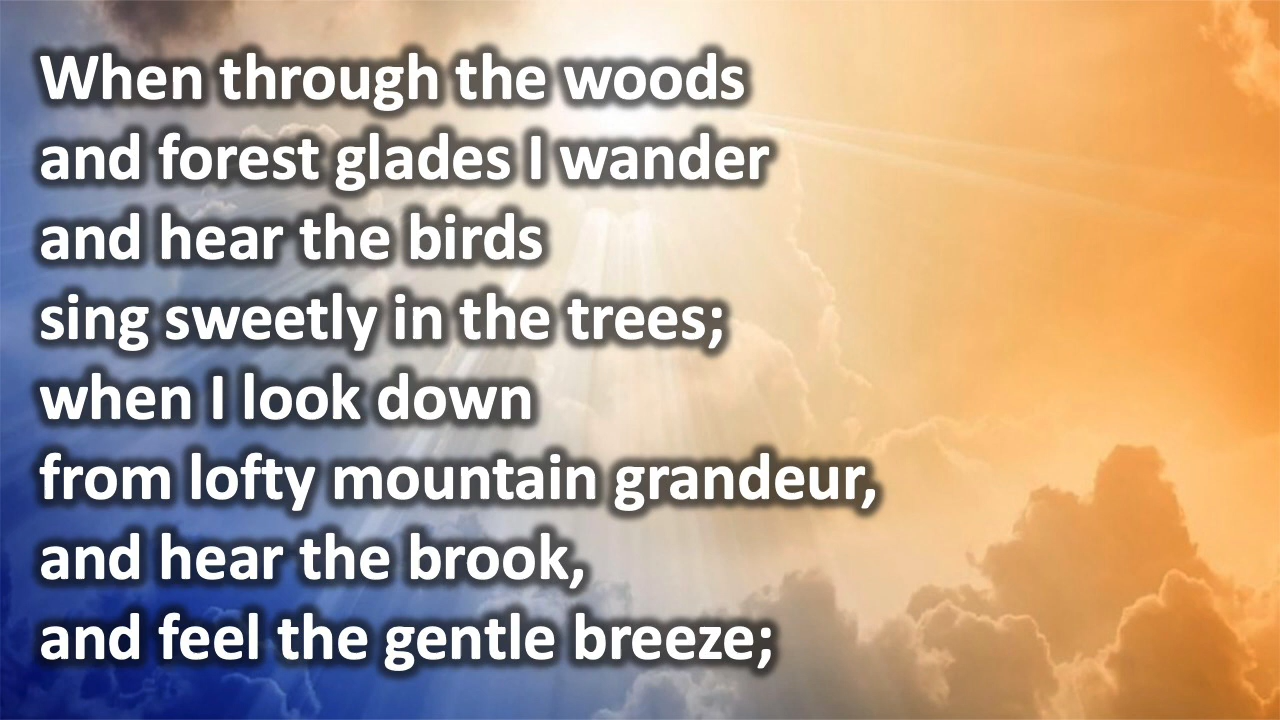 When through the woods
and forest glades I wander
and hear the birds
sing sweetly in the trees;
when I look down
from lofty mountain grandeur,
and hear the brook,
and feel the gentle breeze;